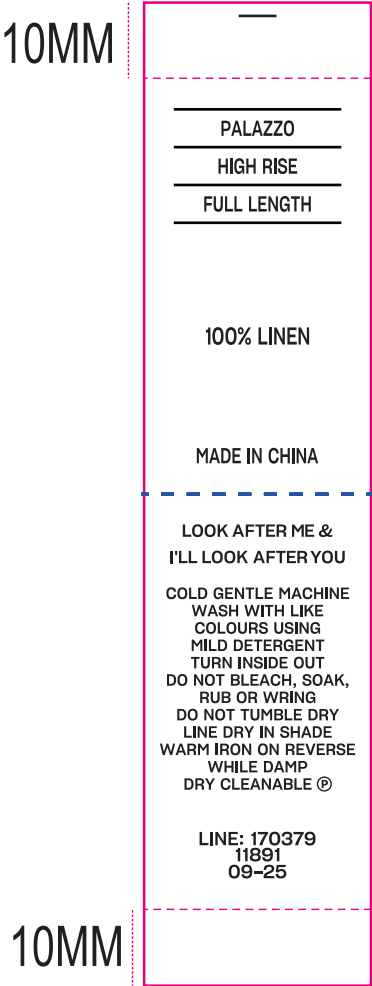 10MM
PALAZZO
HIGH RISE
FULL LENGTH
100% LINEN
MADE IN CHINA
LOOK AFTER ME &
I'LL LOOK AFTER YOU
COLD GENTLE MACHINE
WASH WITH LIKE
COLOURS USING
MILD DETERGENT
TURN INSIDE OUT
DO NOT BLEACH, SOAK,
RUB OR WRING
DO NOT TUMBLE DRY
LINE DRY IN SHADE
WARM IRON ON REVERSE
WHILE DAMP
DRY CLEANABLE Ⓟ
LINE: 170379
11891
09-25
10MM